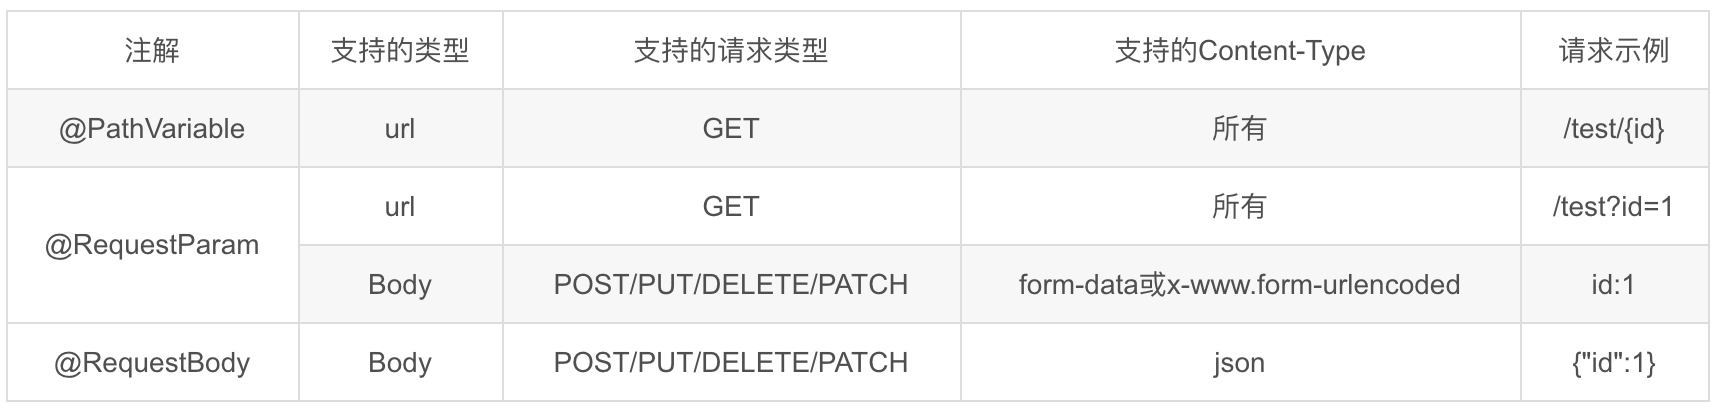 注解 支持的类型 支持的请求类型 支持的Content-Type 请求示例
@PathVariable url GET 所有 /test/{id}
@RequestParam url GET 所有 /test?id=1
Body POST/PUT/DELETE/PATCH form-data或x-www.form-urlencoded id:1
@RequestBody Body POST/PUT/DELETE/PATCH json {"id":1}